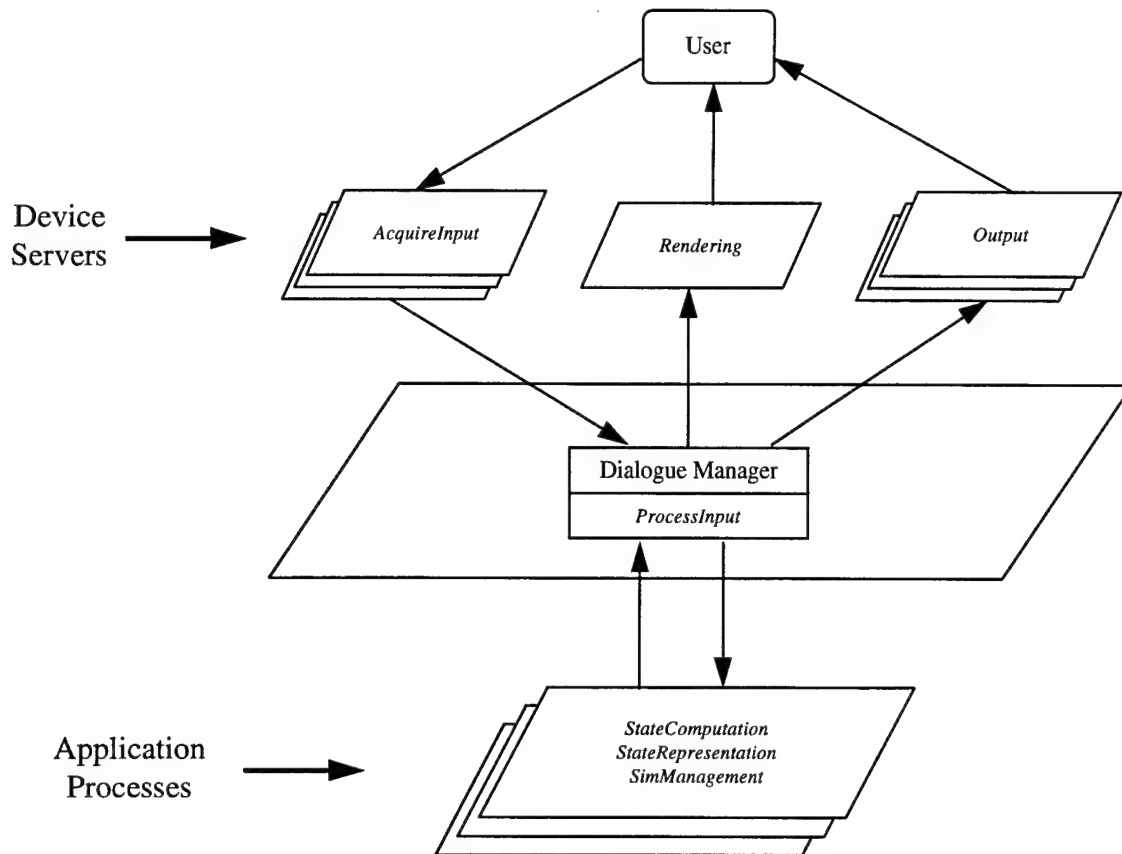 User
Device
Servers
AcquireInput
Rendering
Output
Dialogue Manager
ProcessInput
Application
Processes
StateComputation
StateRepresentation
SimManagement